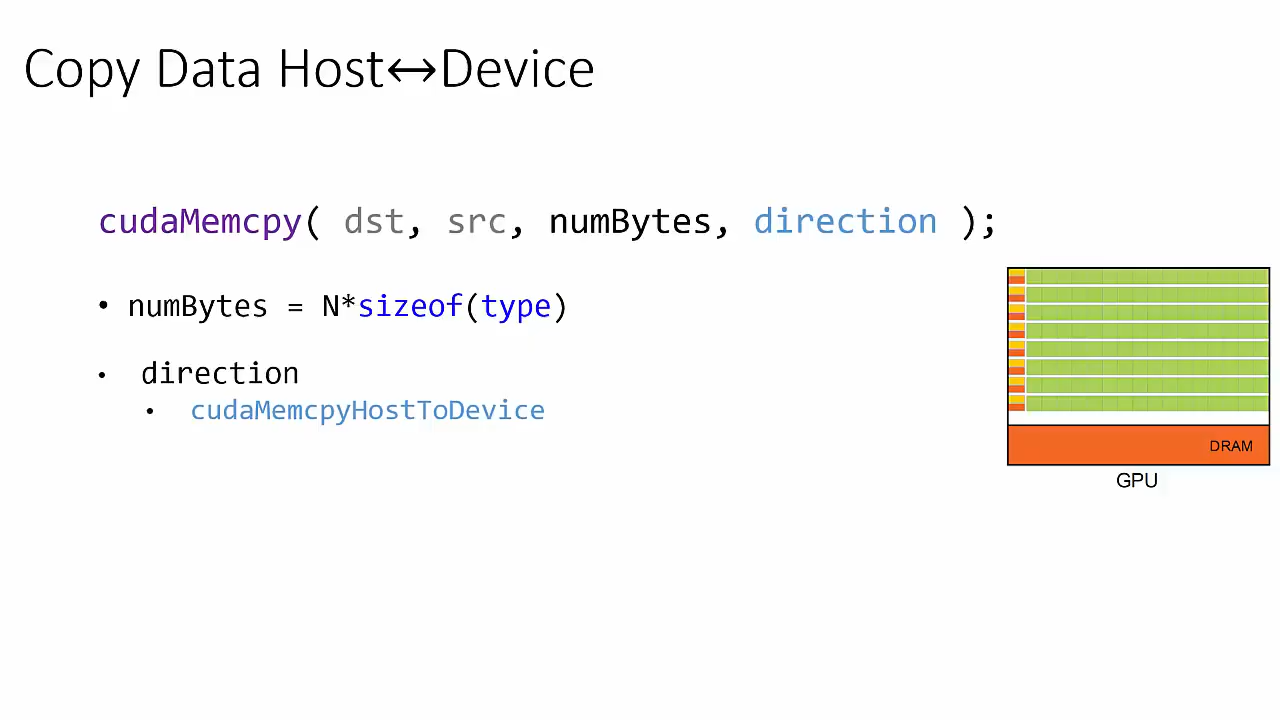 Copy Data Host↔Device
cudaMemcpy( dst, src, numBytes, direction );
• numBytes = N*sizeof(type)
• direction
• cudaMemcpyHostToDevice
DRAM
GPU